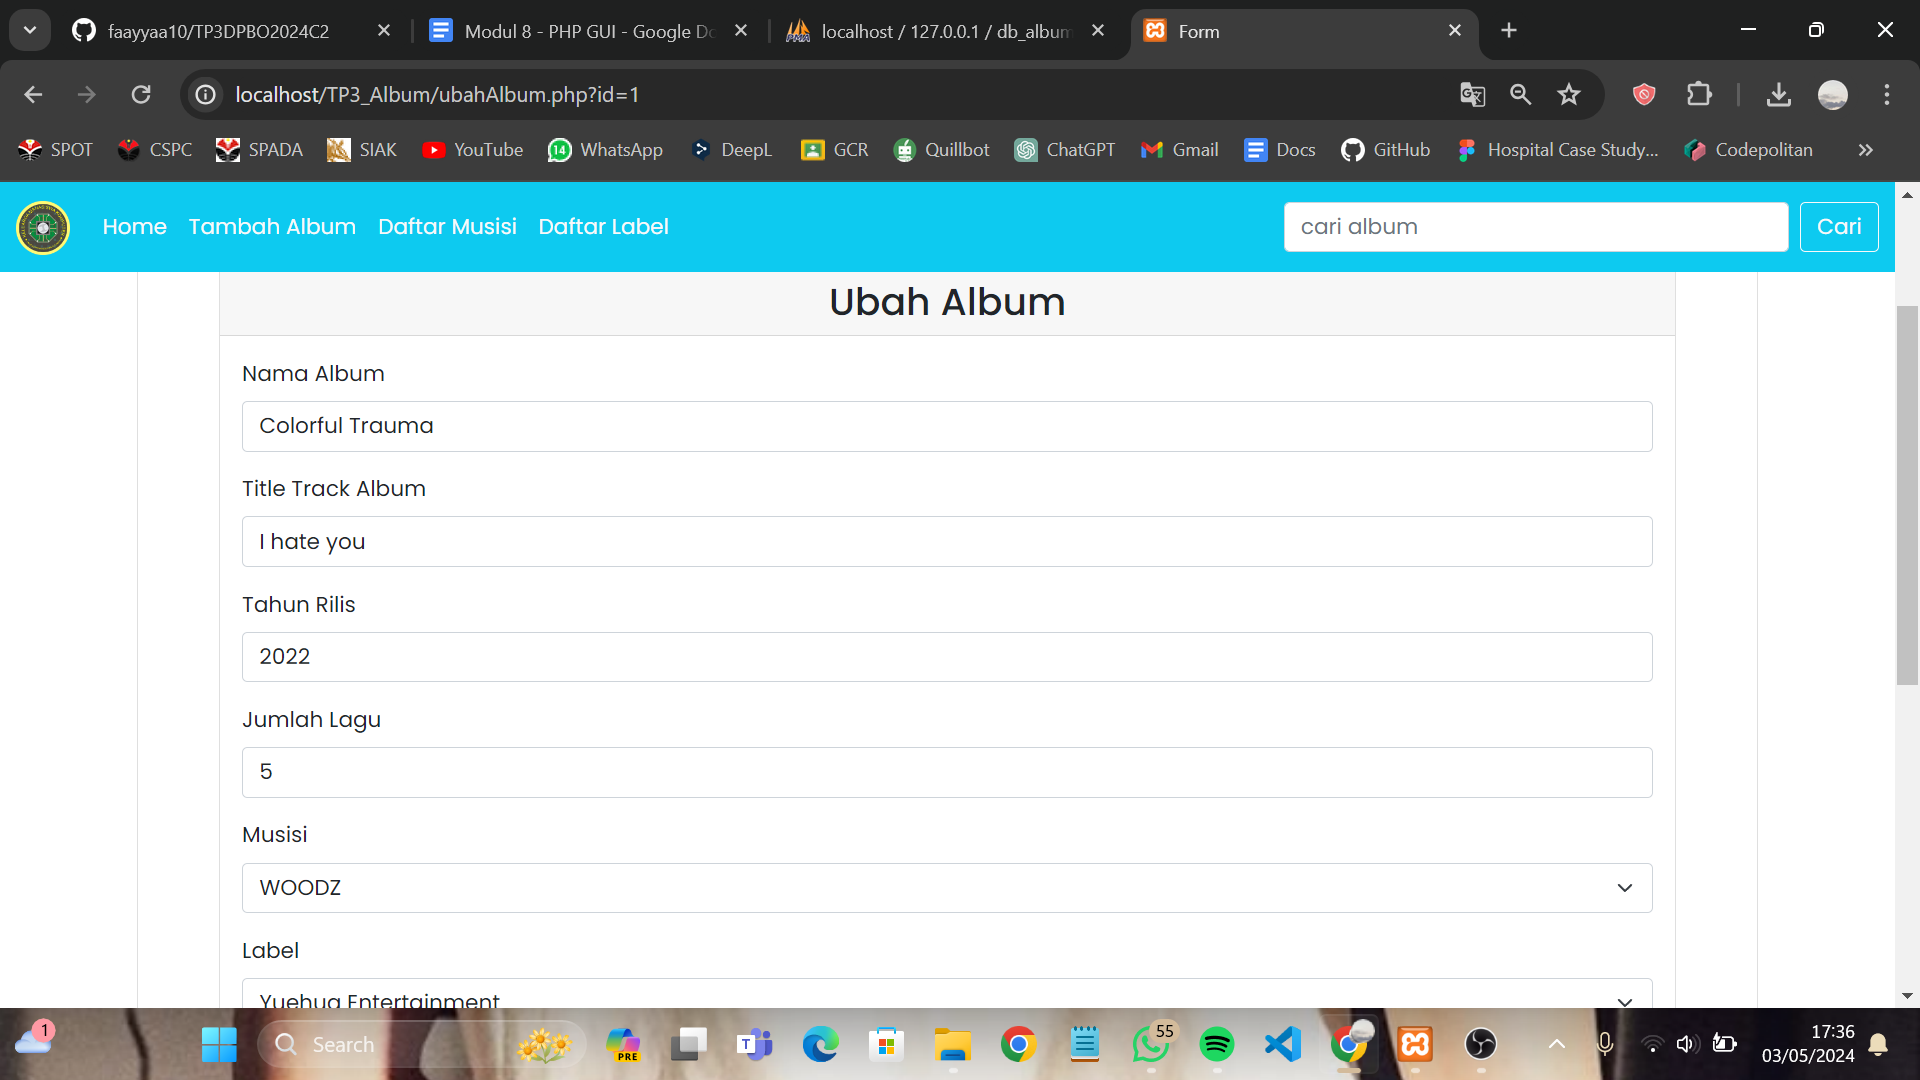 faayyaa10/TP3DPBO2024C2
Modul 8 - PHP GUI - Google Do
localhost / 127.0.0.1 / db_album
Form
localhost/TP3_Album/ubahAlbum.php?id=1
SPOT
CSPC
SPADA
SIAK
YouTube
14
WhatsApp
DeepL
GCR
Quillbot
ChatGPT
Gmail
Docs
GitHub
Hospital Case Study...
Codepolitan
Home
Tambah Album
Daftar Musisi
Daftar Label
cari album
Cari
Ubah Album
Nama Album
Colorful Trauma
Title Track Album
I hate you
Tahun Rilis
2022
Jumlah Lagu
5
Musisi
WOODZ
Label
Yuehua Entertainment
1
Search
PRE
55
17:36
03/05/2024